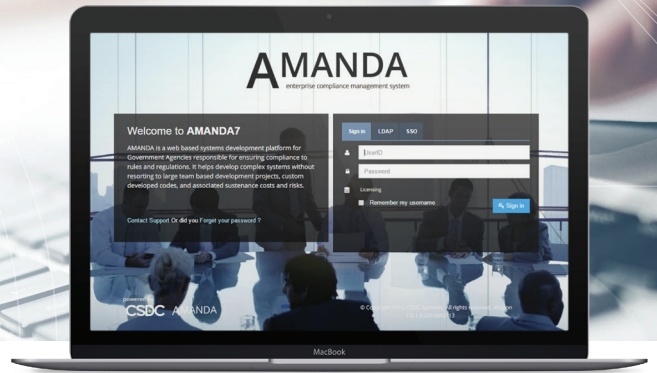 AMANDA
enterprise compliance management system
Welcome to AMANDA7
AMANDA is a web based systems development platform for
Government Agencies responsible for ensuring compliance to
rules and regulations. It helps develop complex systems without
resorting to large team based development projects, custom
developed codes, and associated sustenance costs and risks.
Contact Support Or did you Forget your password ?
Sign in LDAP SSO
UserID
Password
Licensing
Remember my username
Sign in
powered by
CSDC AMANDA
MacBook